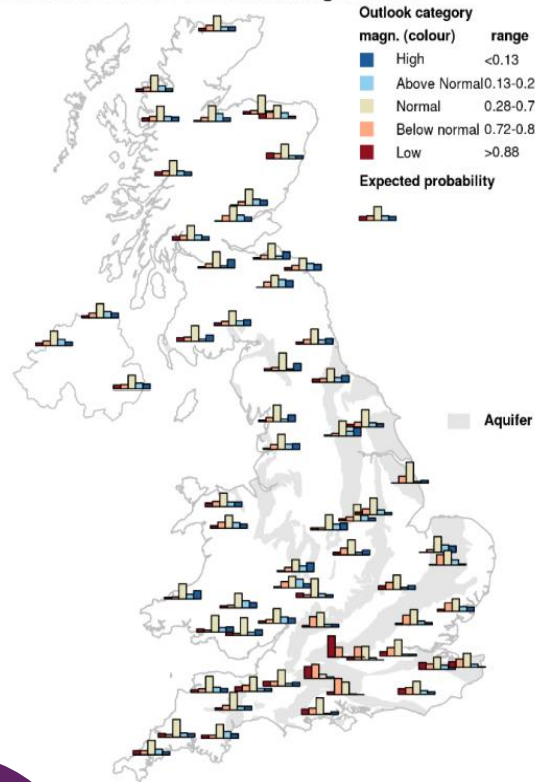 Outlook category
magn. (colour) range
High <0.13
Above Normal 0.13-0.2
Normal 0.28-0.7
Below normal 0.72-0.8
Low >0.88
Expected probability
Aquifer